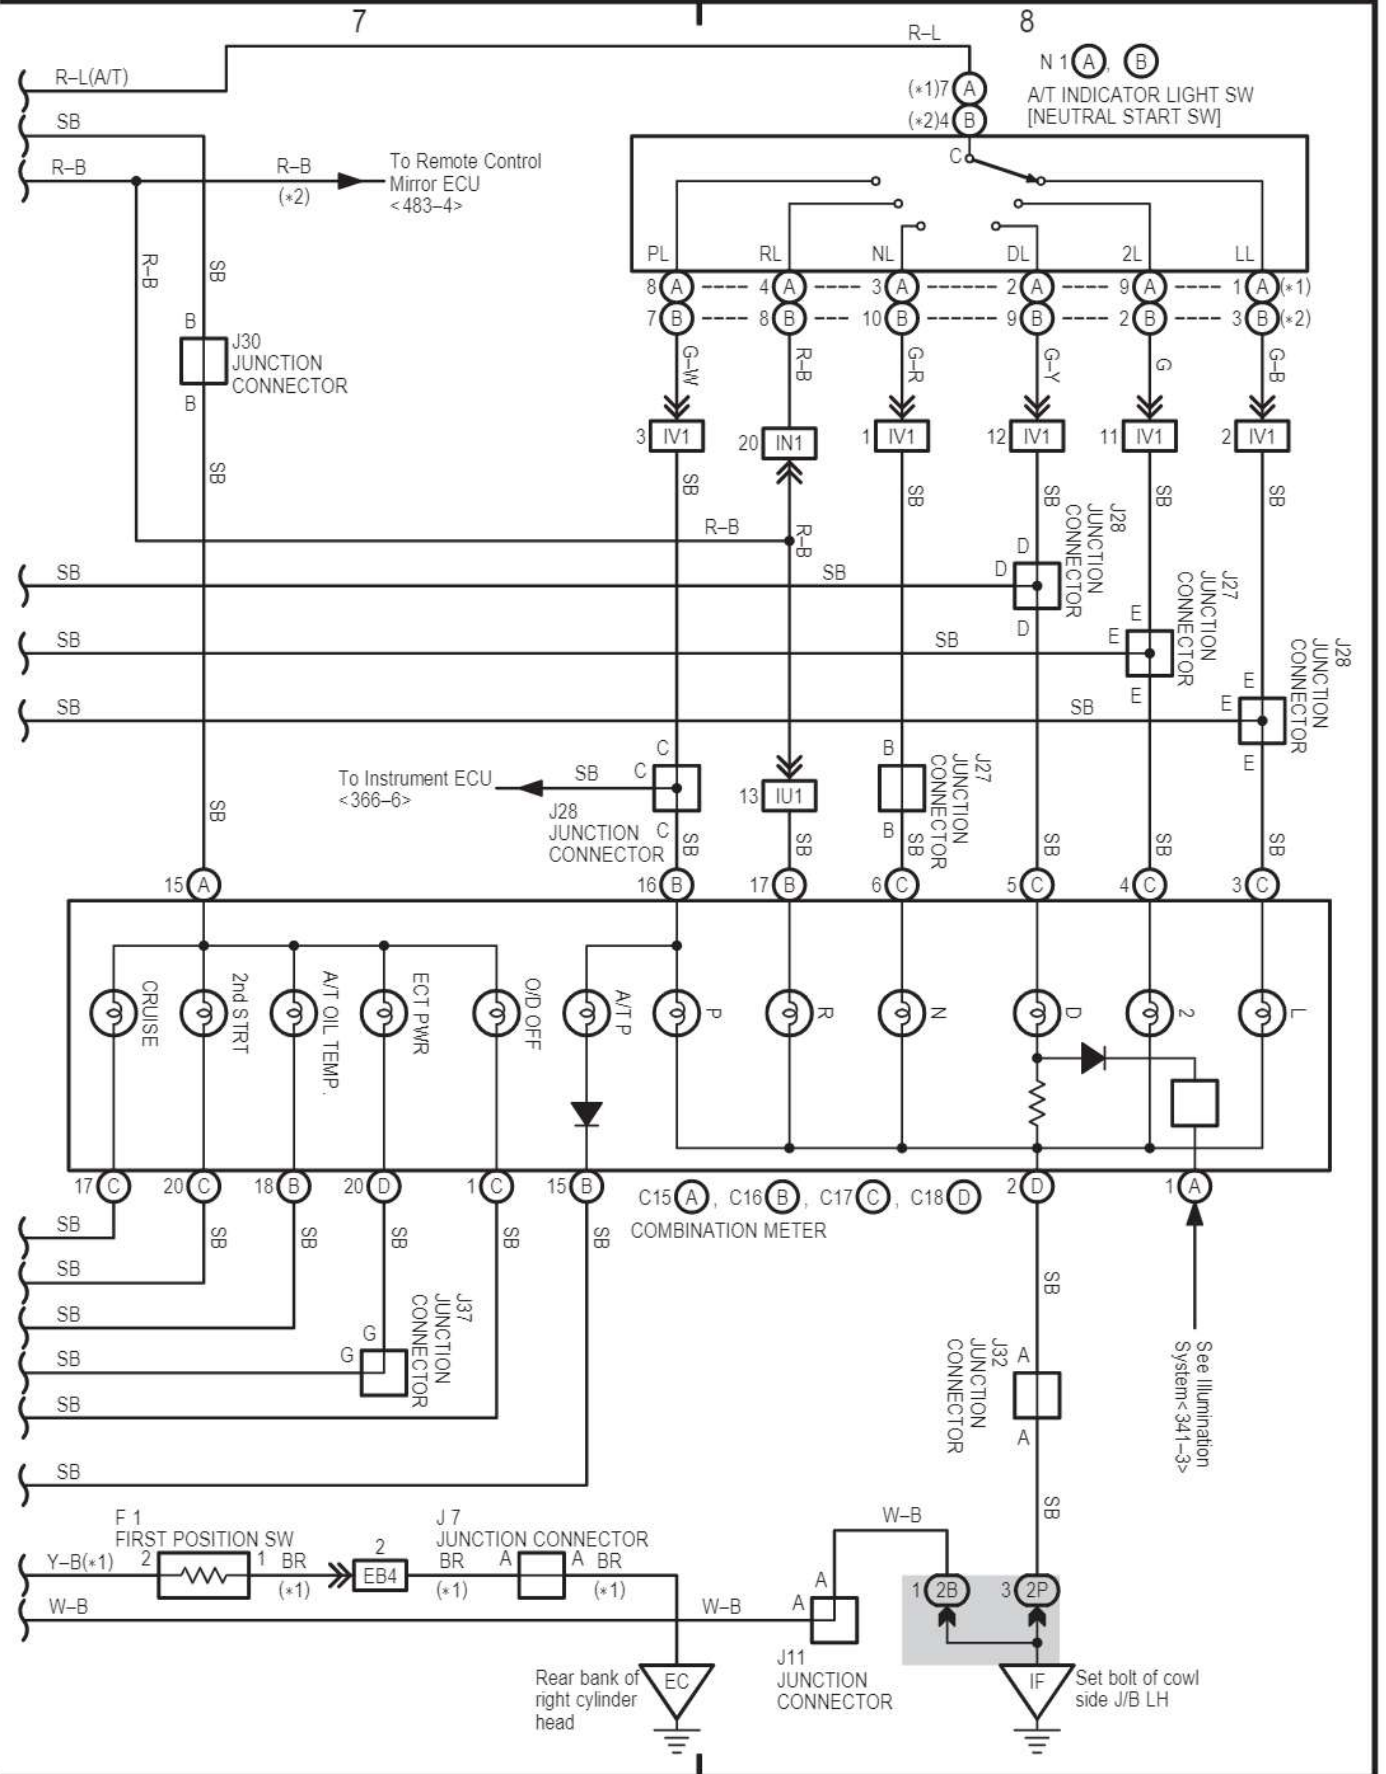 7
8
R–L
N 1 A , B
A/T INDICATOR LIGHT SW
[NEUTRAL START SW]
R–L(A/T)
(∗1)7 A
(∗2)4 B
SB
C
R–B
R–B
(∗2)
To Remote Control
Mirror ECU
<483–4>
PL
RL
NL
DL
2L
LL
8 A
4 A
3 A
2 A
9 A
1 A (∗1)
7 B
8 B
10 B
9 B
2 B
3 B (∗2)
R–B
SB
G–W
R–B
G–R
G–Y
G
G–B
B
J30
JUNCTION
CONNECTOR
B
3 IV1
20 IN1
1 IV1
12 IV1
11 IV1
2 IV1
SB
SB
SB
SB
SB
SB
R–B
R–B
J28
JUNCTION
CONNECTOR
D
D
D
SB
SB
J27
JUNCTION
CONNECTOR
E
E
E
SB
SB
J28
JUNCTION
CONNECTOR
E
E
E
SB
SB
To Instrument ECU
<366–6>
SB
C
C
C
J28
JUNCTION
CONNECTOR
13 IU1
B
B
J27
JUNCTION
CONNECTOR
SB
SB
SB
SB
SB
SB
SB
15 A
16 B
17 B
6 C
5 C
4 C
3 C
CRUISE
2nd STRT
A/T OIL TEMP.
ECT PWR
O/D OFF
A/T P
P
R
N
D
2
L
17 C
20 C
18 B
20 D
1 C
15 B
2 D
1 A
C15 A , C16 B , C17 C , C18 D
COMBINATION METER
SB
SB
SB
SB
SB
SB
SB
SB
SB
SB
SB
SB
G
G
J37
JUNCTION
CONNECTOR
J32
JUNCTION
CONNECTOR
A
A
See Illumination
System<341–3>
SB
F 1
FIRST POSITION SW
J 7
JUNCTION CONNECTOR
W–B
Y–B(∗1)
2
1
BR
(∗1)
2
EB4
BR
(∗1)
A
A
BR
(∗1)
W–B
W–B
A
A
J11
JUNCTION
CONNECTOR
1 2B
3 2P
Rear bank of
right cylinder
head
EC
IF
Set bolt of cowl
side J/B LH